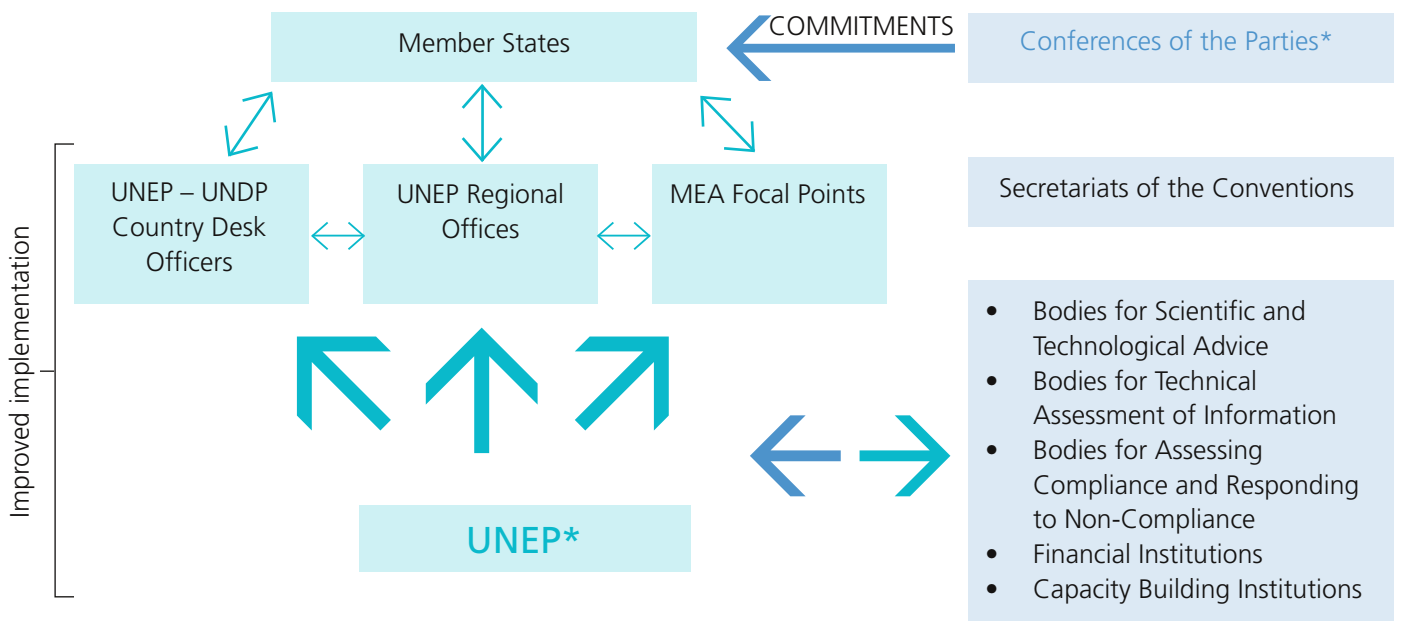 Member States
COMMITMENTS
Conferences of the Parties*
UNEP – UNDP
Country Desk
Officers
UNEP Regional
Offices
MEA Focal Points
Secretariats of the Conventions
Improved implementation
• Bodies for Scientific and
Technological Advice
• Bodies for Technical
Assessment of Information
• Bodies for Assessing
Compliance and Responding
to Non-Compliance
• Financial Institutions
• Capacity Building Institutions
UNEP*